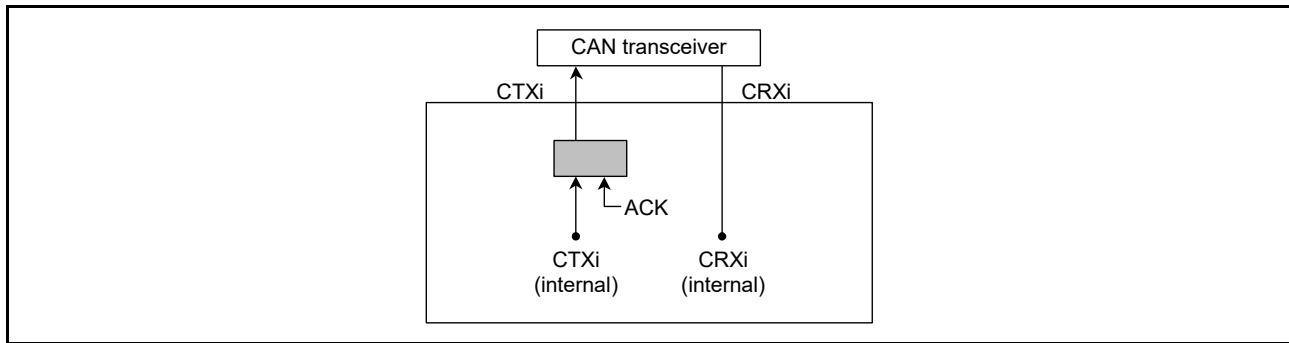 CAN transceiver
CTXi
CRXi
ACK
CTXi
(internal)
CRXi
(internal)